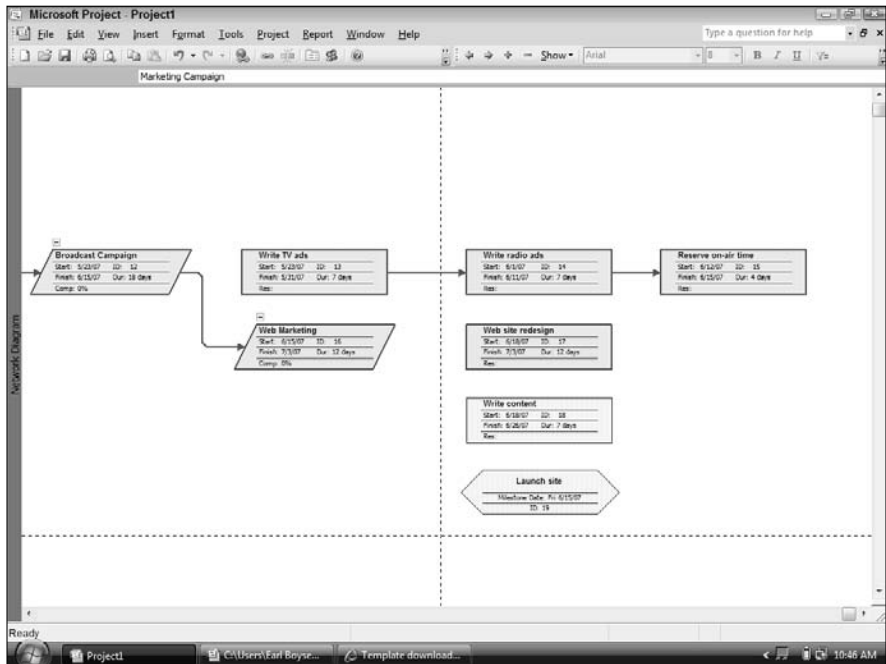 Microsoft Project - Project1
File Edit View Insert Format Tools Project Report Window Help
Type a question for help
Show Arial 8 B I U
Marketing Campaign
Broadcast Campaign
Start: 5/23/07 ID: 12
Finish: 6/15/07 Dur: 18 days
Comp: 0%
Write TV ads
Start: 5/23/07 ID: 13
Finish: 5/31/07 Dur: 7 days
Res:
Write radio ads
Start: 6/1/07 ID: 14
Finish: 6/11/07 Dur: 7 days
Res:
Reserve on-air time
Start: 6/12/07 ID: 15
Finish: 6/15/07 Dur: 4 days
Res:
Web Marketing
Start: 6/15/07 ID: 16
Finish: 7/3/07 Dur: 12 days
Comp: 0%
Web site redesign
Start: 6/18/07 ID: 17
Finish: 7/3/07 Dur: 12 days
Res:
Write content
Start: 6/18/07 ID: 18
Finish: 6/26/07 Dur: 7 days
Res:
Launch site
Milestone Date: Fri 6/15/07
ID: 19
Network Diagram
Ready
Project1 C:\Users\Earl Boyse... Template download... 10:46 AM